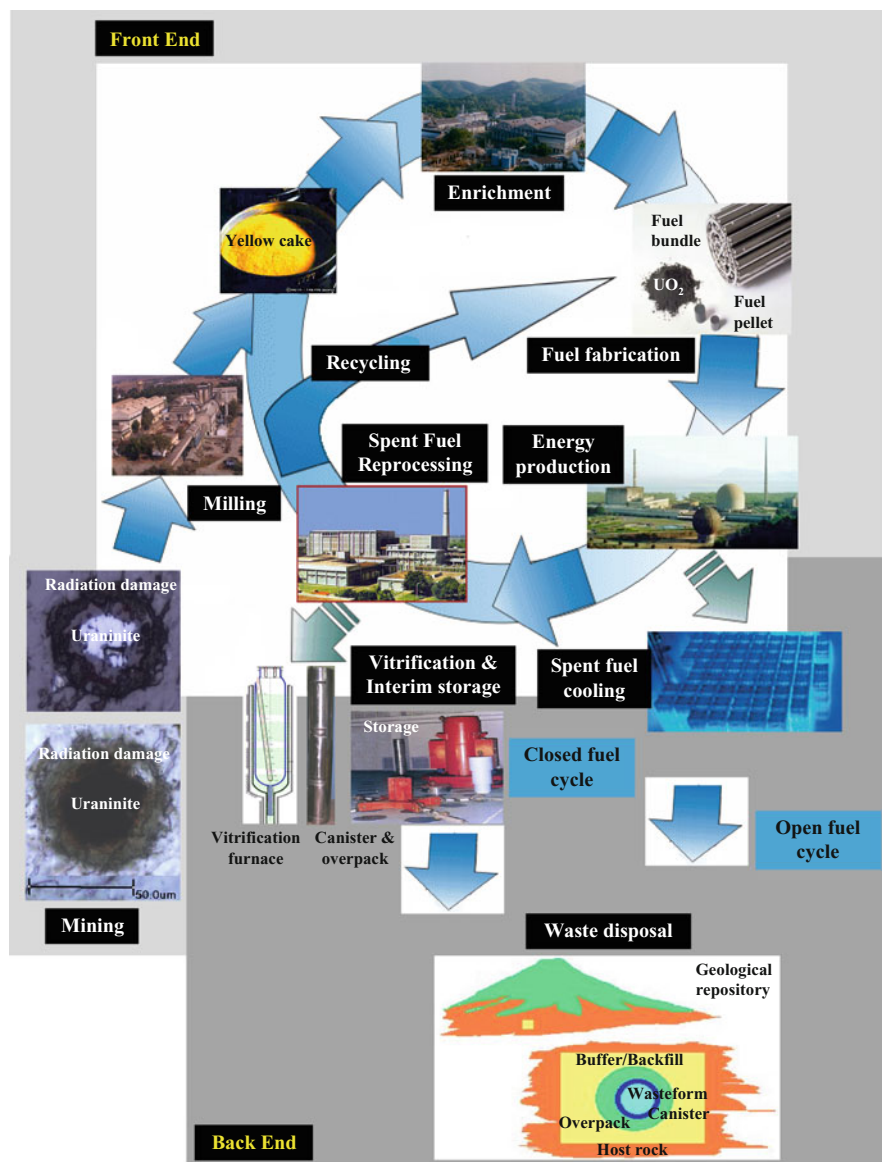 Front End
Enrichment
Yellow cake
Fuel
bundle
UO2
Fuel
pellet
Recycling
Fuel fabrication
Spent Fuel
Reprocessing
Energy
production
Milling
Radiation damage
Uraninite
Vitrification &
Interim storage
Spent fuel
cooling
Storage
Closed fuel
cycle
Radiation damage
Uraninite
Vitrification
furnace
Canister &
overpack
Open fuel
cycle
50.0um
Mining
Waste disposal
Geological
repository
Buffer/Backfill
Wasteform
Canister
Overpack
Host rock
Back End